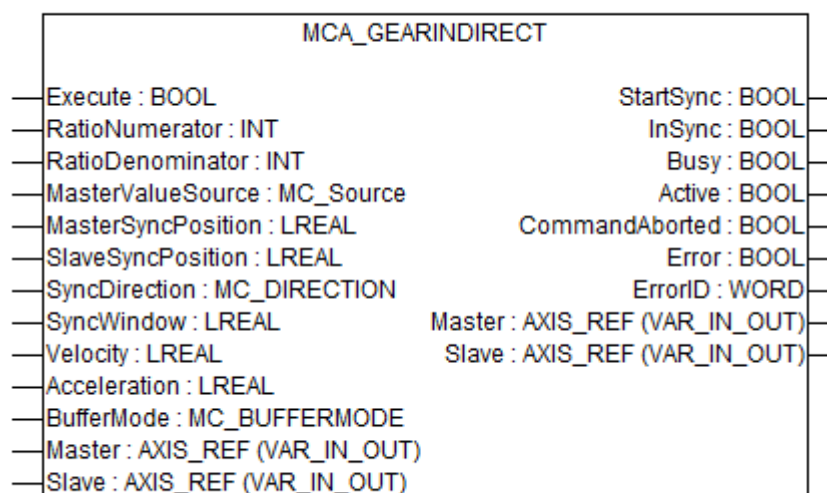 MCA_GEARINDIRECT
Execute : BOOL StartSync : BOOL
RatioNumerator : INT InSync : BOOL
RatioDenominator : INT Busy : BOOL
MasterValueSource : MC_Source Active : BOOL
MasterSyncPosition : LREAL CommandAborted : BOOL
SlaveSyncPosition : LREAL Error : BOOL
SyncDirection : MC_DIRECTION ErrorID : WORD
SyncWindow : LREAL Master : AXIS_REF (VAR_IN_OUT)
Velocity : LREAL Slave : AXIS_REF (VAR_IN_OUT)
Acceleration : LREAL
BufferMode : MC_BUFFERMODE
Master : AXIS_REF (VAR_IN_OUT)
Slave : AXIS_REF (VAR_IN_OUT)